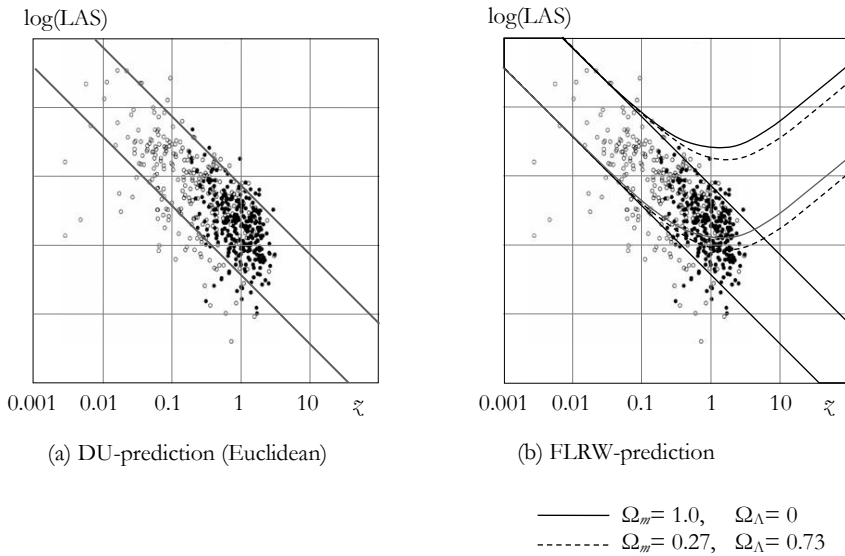 log(LAS)
log(LAS)
0.001 0.01 0.1 1 10 z
0.001 0.01 0.1 1 10 z
(a) DU-prediction (Euclidean)
(b) FLRW-prediction
Ωm= 1.0, ΩΛ= 0
Ωm= 0.27, ΩΛ= 0.73